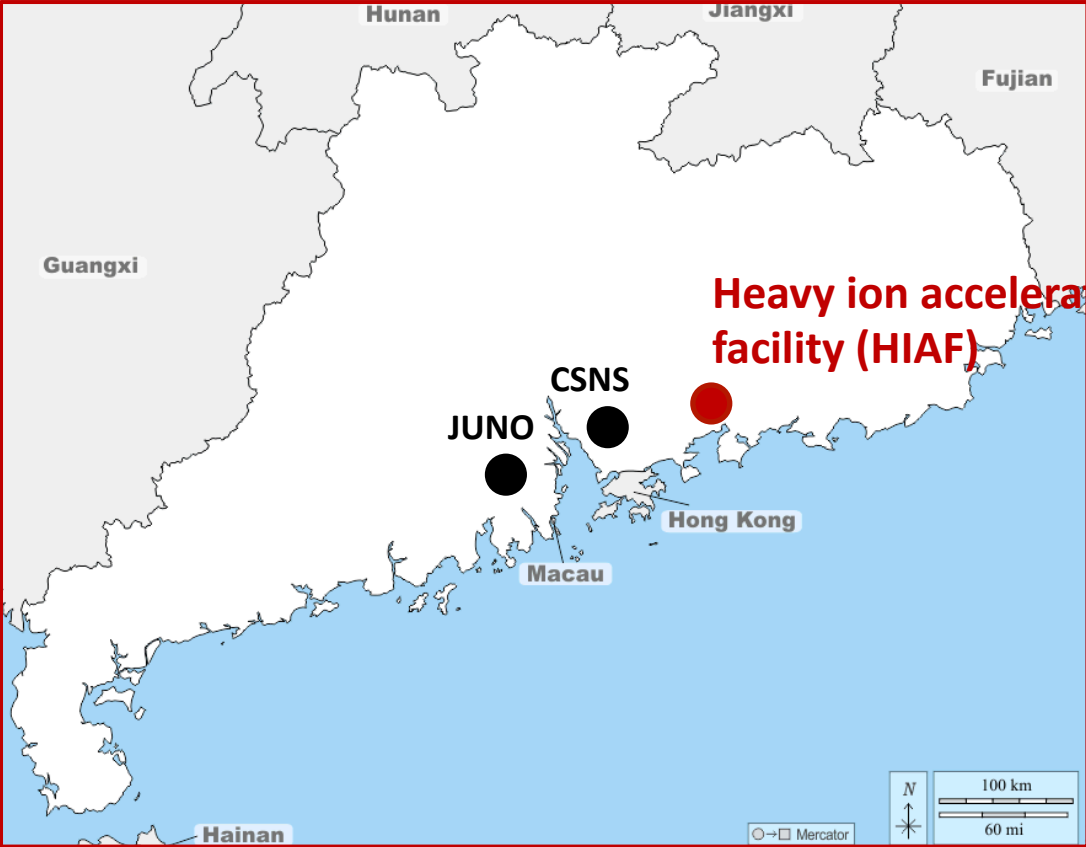 Hunan
Jiangxi
Fujian
Guangxi
Heavy ion accelera
facility (HIAF)
CSNS
JUNO
Hong Kong
Macau
N
100 km
60 mi
Mercator
Hainan